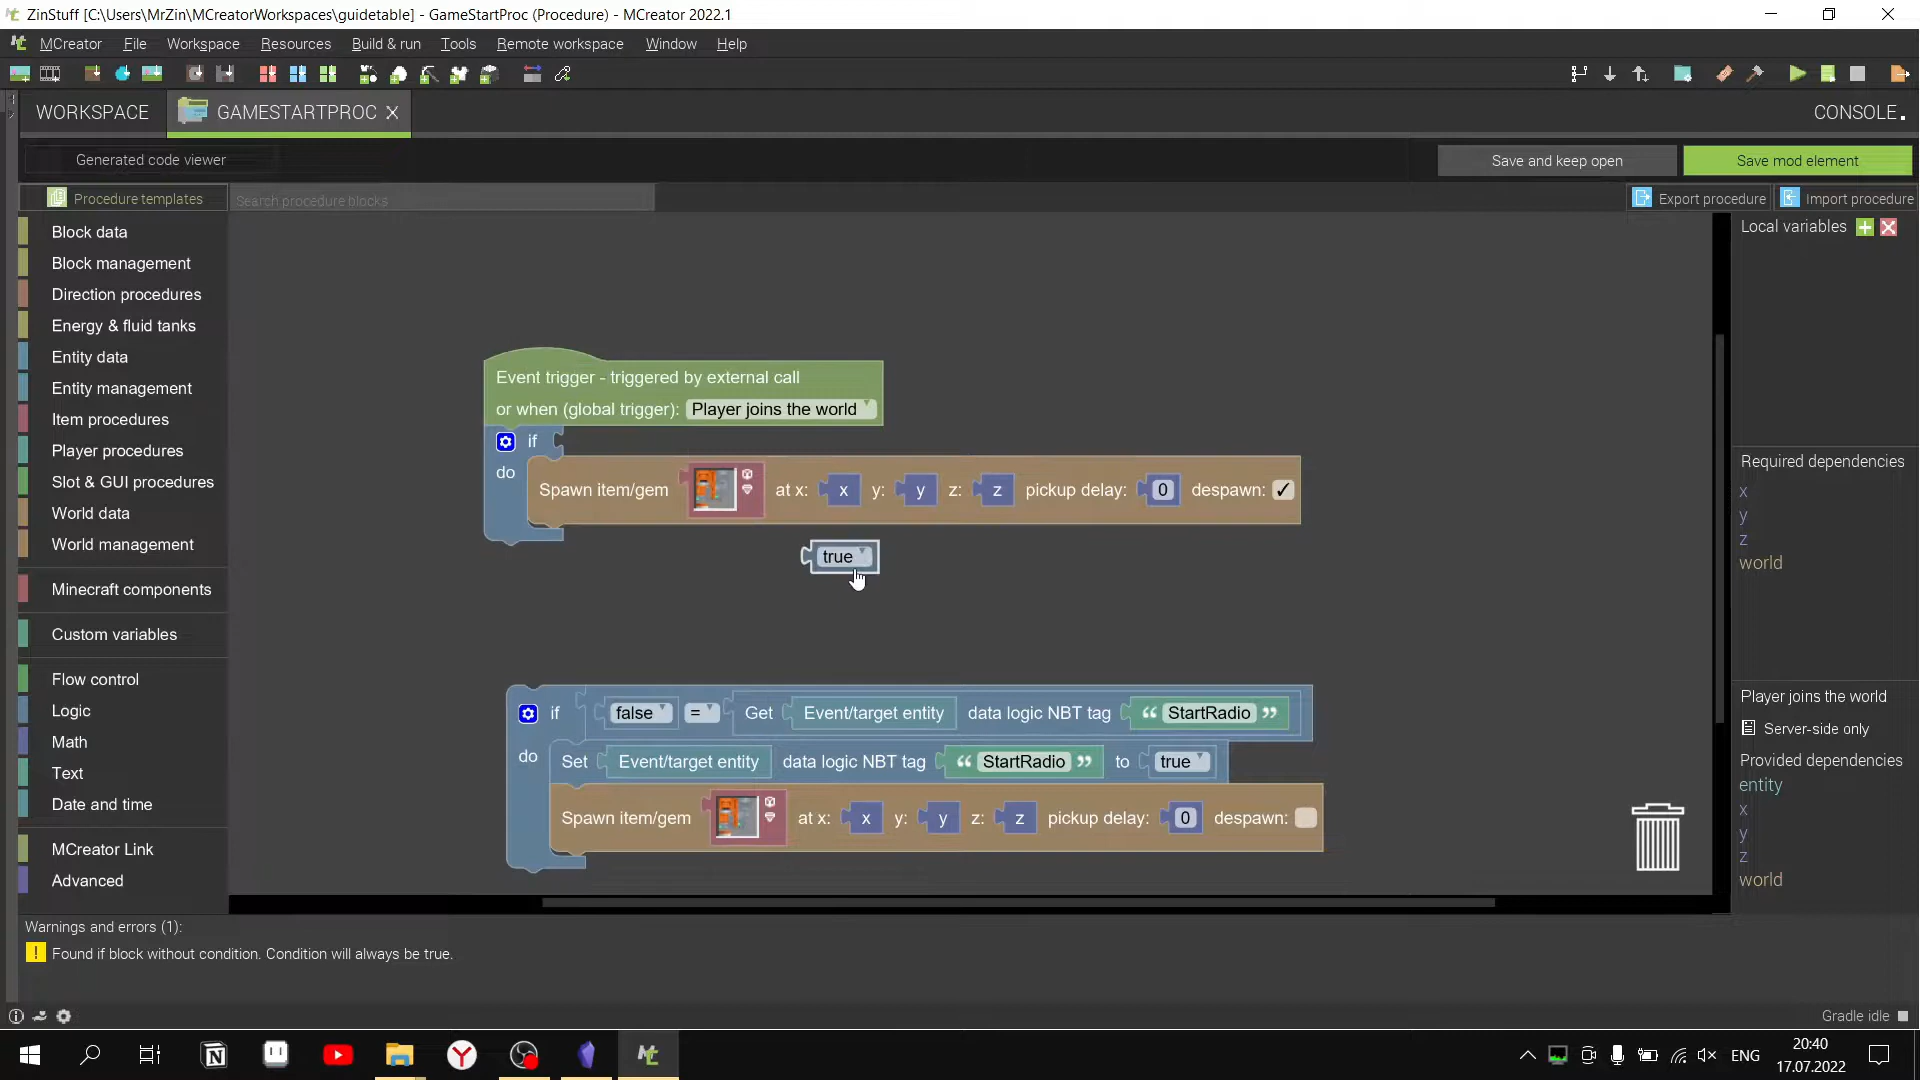 ZinStuff [C:\Users\MrZin\MCreatorWorkspaces\guidetable] - GameStartProc (Procedure) - MCreator 2022.1
MCreator File Workspace Resources Build & run Tools Remote workspace Window Help
WORKSPACE GAMESTARTPROC CONSOLE
Generated code viewer Save and keep open Save mod element
Procedure templates Search procedure blocks Export procedure Import procedure
Local variables
Block data
Block management
Direction procedures
Energy & fluid tanks
Entity data
Entity management
Item procedures
Player procedures
Slot & GUI procedures
World data
World management
Minecraft components
Custom variables
Flow control
Logic
Math
Text
Date and time
MCreator Link
Advanced
Event trigger - triggered by external call
or when (global trigger): Player joins the world
if
do Spawn item/gem at x: x y: y z: z pickup delay: 0 despawn: ✓
true
if false = Get Event/target entity data logic NBT tag “ StartRadio ”
do Set Event/target entity data logic NBT tag “ StartRadio ” to true
Spawn item/gem at x: x y: y z: z pickup delay: 0 despawn:
Required dependencies
x
y
z
world
Player joins the world
Server-side only
Provided dependencies
entity
x
y
z
world
Warnings and errors (1):
! Found if block without condition. Condition will always be true.
Gradle idle
ENG 20:40
17.07.2022